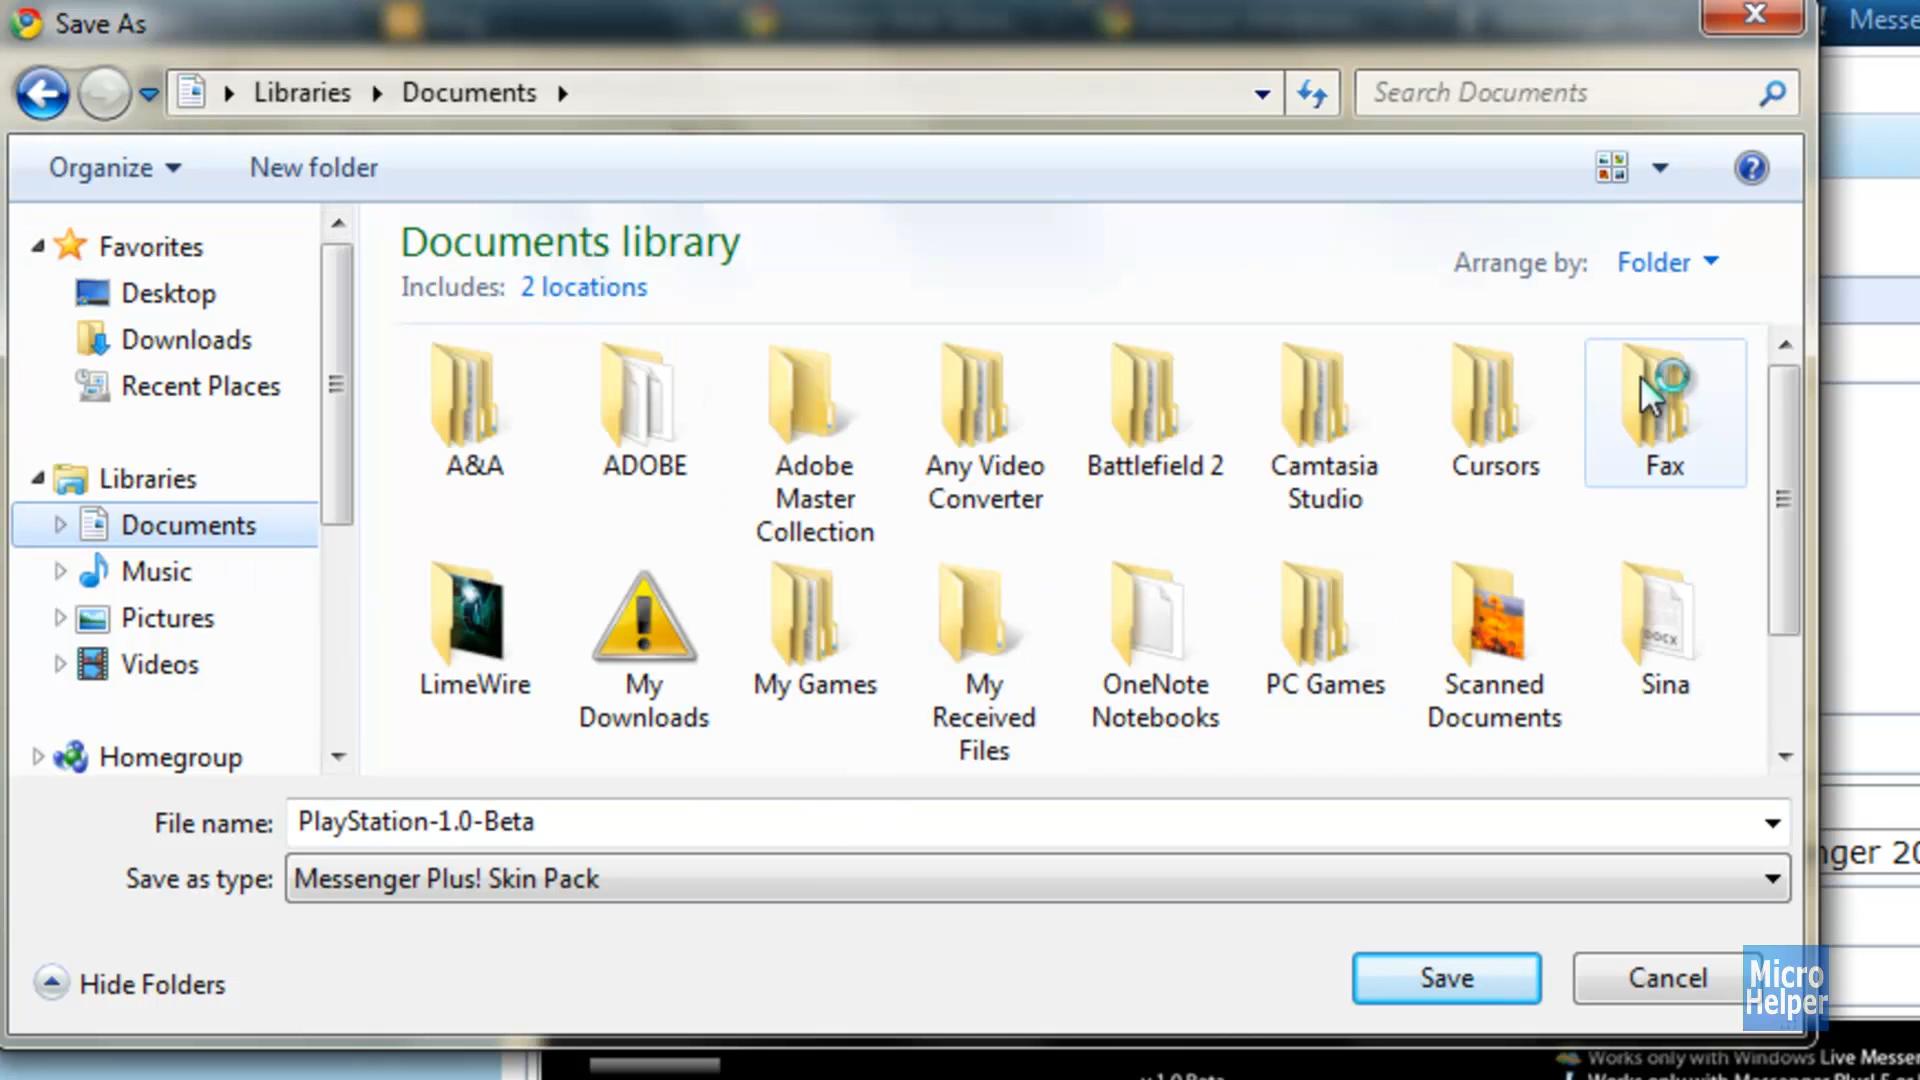 Save As
Messe
Libraries
Documents
Search Documents
Organize
New folder
Favorites
Desktop
Downloads
Recent Places
Libraries
Documents
Music
Pictures
Videos
Homegroup
Documents library
Includes: 2 locations
Arrange by: Folder
A&A
ADOBE
Adobe
Master
Collection
Any Video
Converter
Battlefield 2
Camtasia
Studio
Cursors
Fax
LimeWire
My
Downloads
My Games
My
Received
Files
OneNote
Notebooks
PC Games
Scanned
Documents
DOCX
Sina
File name: PlayStation-1.0-Beta
Save as type: Messenger Plus! Skin Pack
nger 20
Hide Folders
Save
Cancel
Micro
Helper
Works only with Windows Live Messen